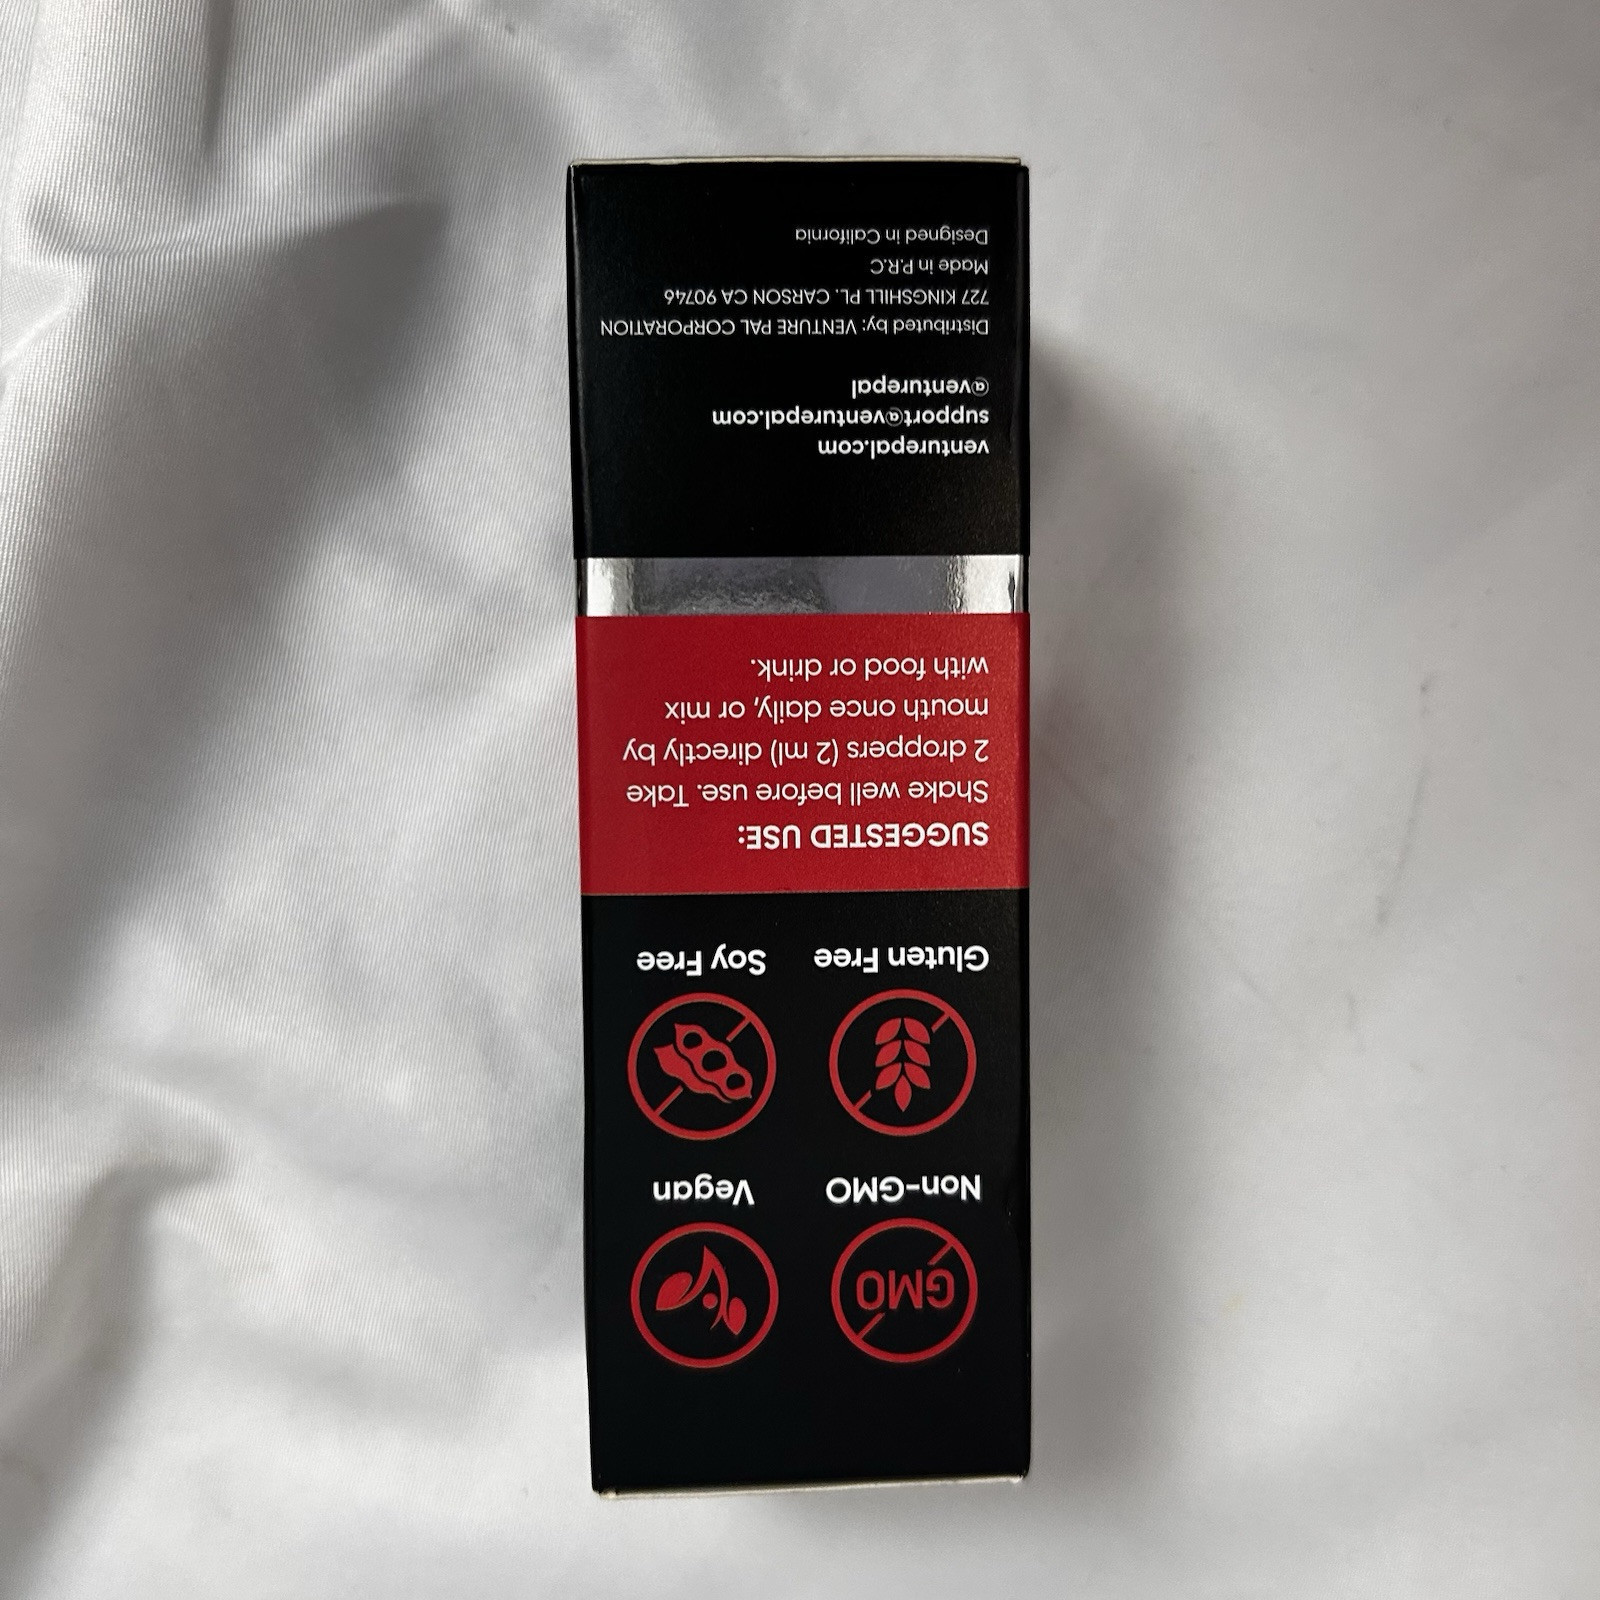 GMO
Non-GMO
Vegan
Gluten Free
Soy Free
SUGGESTED USE:
Shake well before use. Take
2 droppers (2 ml) directly by
mouth once daily, or mix
with food or drink.
venturepal.com
support@venturepal.com
@venturepal
Distributed by: VENTURE PAL CORPORATION
727 KINGSHILL PL. CARSON CA 90746
Made in P.R.C
Designed in California